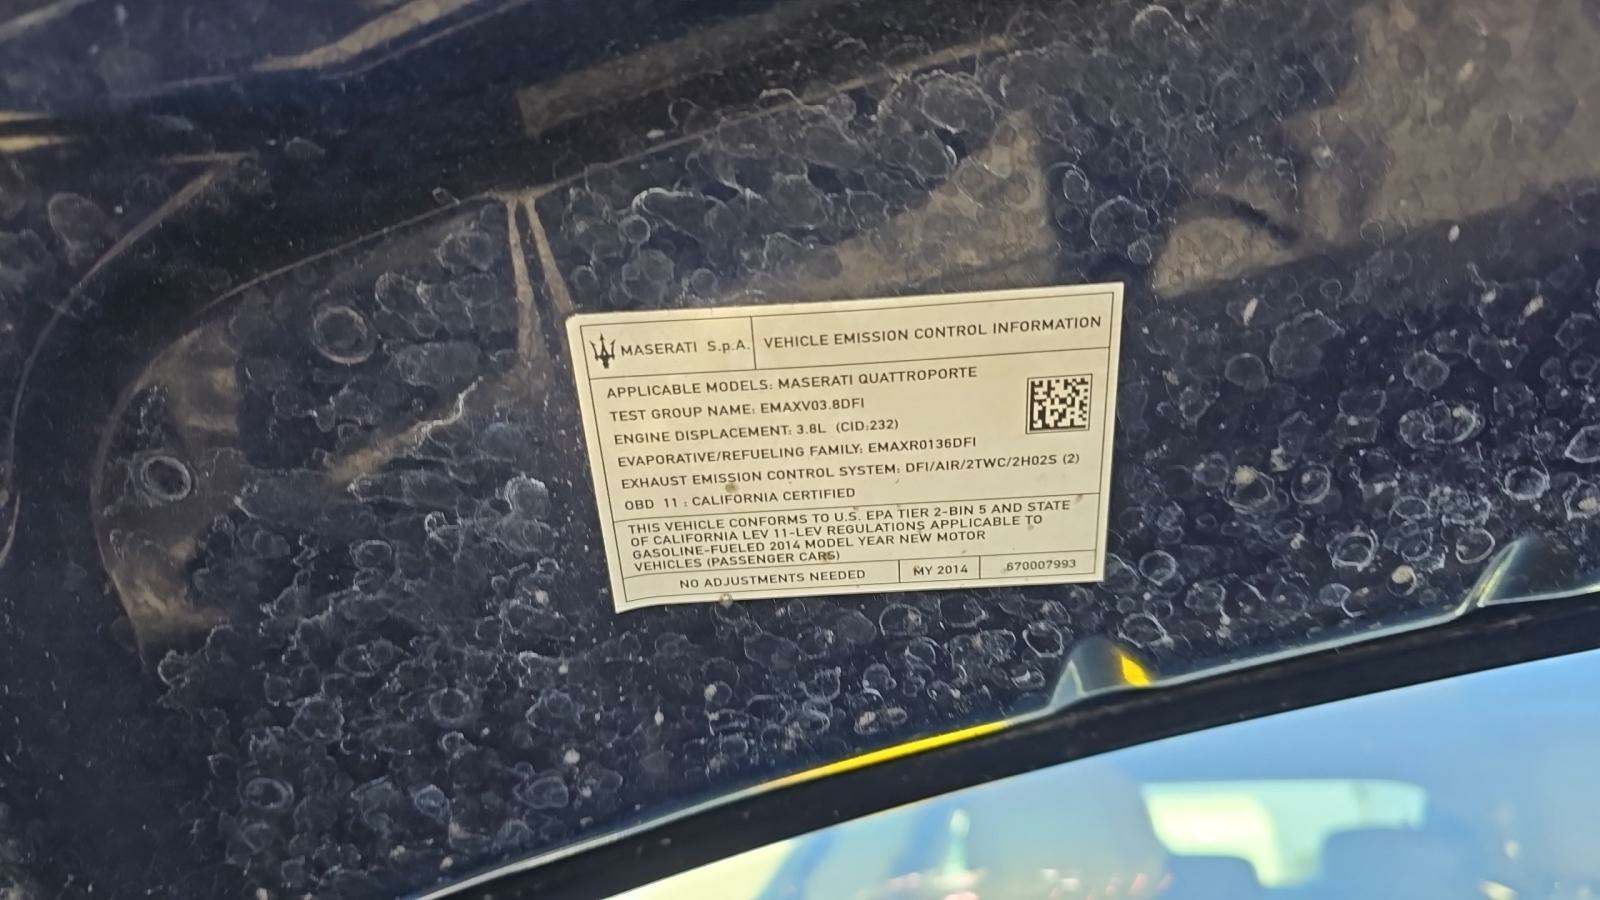 MASERATI S.p.A. VEHICLE EMISSION CONTROL INFORMATION
APPLICABLE MODELS: MASERATI QUATTROPORTE
TEST GROUP NAME: EMAXV03.8DFI
ENGINE DISPLACEMENT: 3.8L (CID:232)
EVAPORATIVE/REFUELING FAMILY: EMAXR0136DFI
EXHAUST EMISSION CONTROL SYSTEM: DFI/AIR/2TWC/2HO2S (2)
OBD 11 : CALIFORNIA CERTIFIED
THIS VEHICLE CONFORMS TO U.S. EPA TIER 2-BIN 5 AND STATE
OF CALIFORNIA LEV 11-LEV REGULATIONS APPLICABLE TO
GASOLINE-FUELED 2014 MODEL YEAR NEW MOTOR
VEHICLES (PASSENGER CARS)
NO ADJUSTMENTS NEEDED MY 2014 670007993